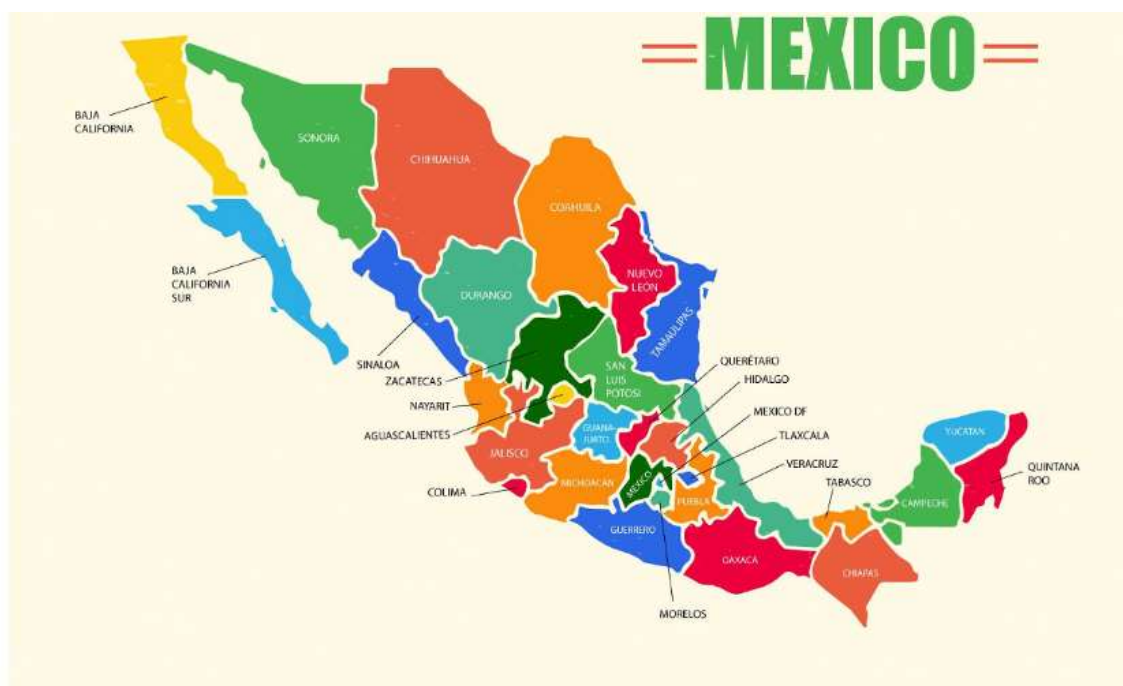 MEXICO
BAJA
CALIFORNIA
SONORA
CHIHUAHUA
COAHUILA
BAJA
CALIFORNIA
SUR
NUEVO
LEÓN
DURANGO
TAMAULIPAS
SINALOA
ZACATECAS
SAN
LUIS
POTOSI
QUERÉTARO
HIDALGO
NAYARIT
MEXICO DF
AGUASCALIENTES
GUANA-
JUATO
TLAXCALA
YUCATAN
JALISCO
VERACRUZ
QUINTANA
ROO
COLIMA
MICHOACÁN
MEXICO
PUEBLA
TABASCO
CAMPECHE
GUERRERO
OAXACA
CHIAPAS
MORELOS